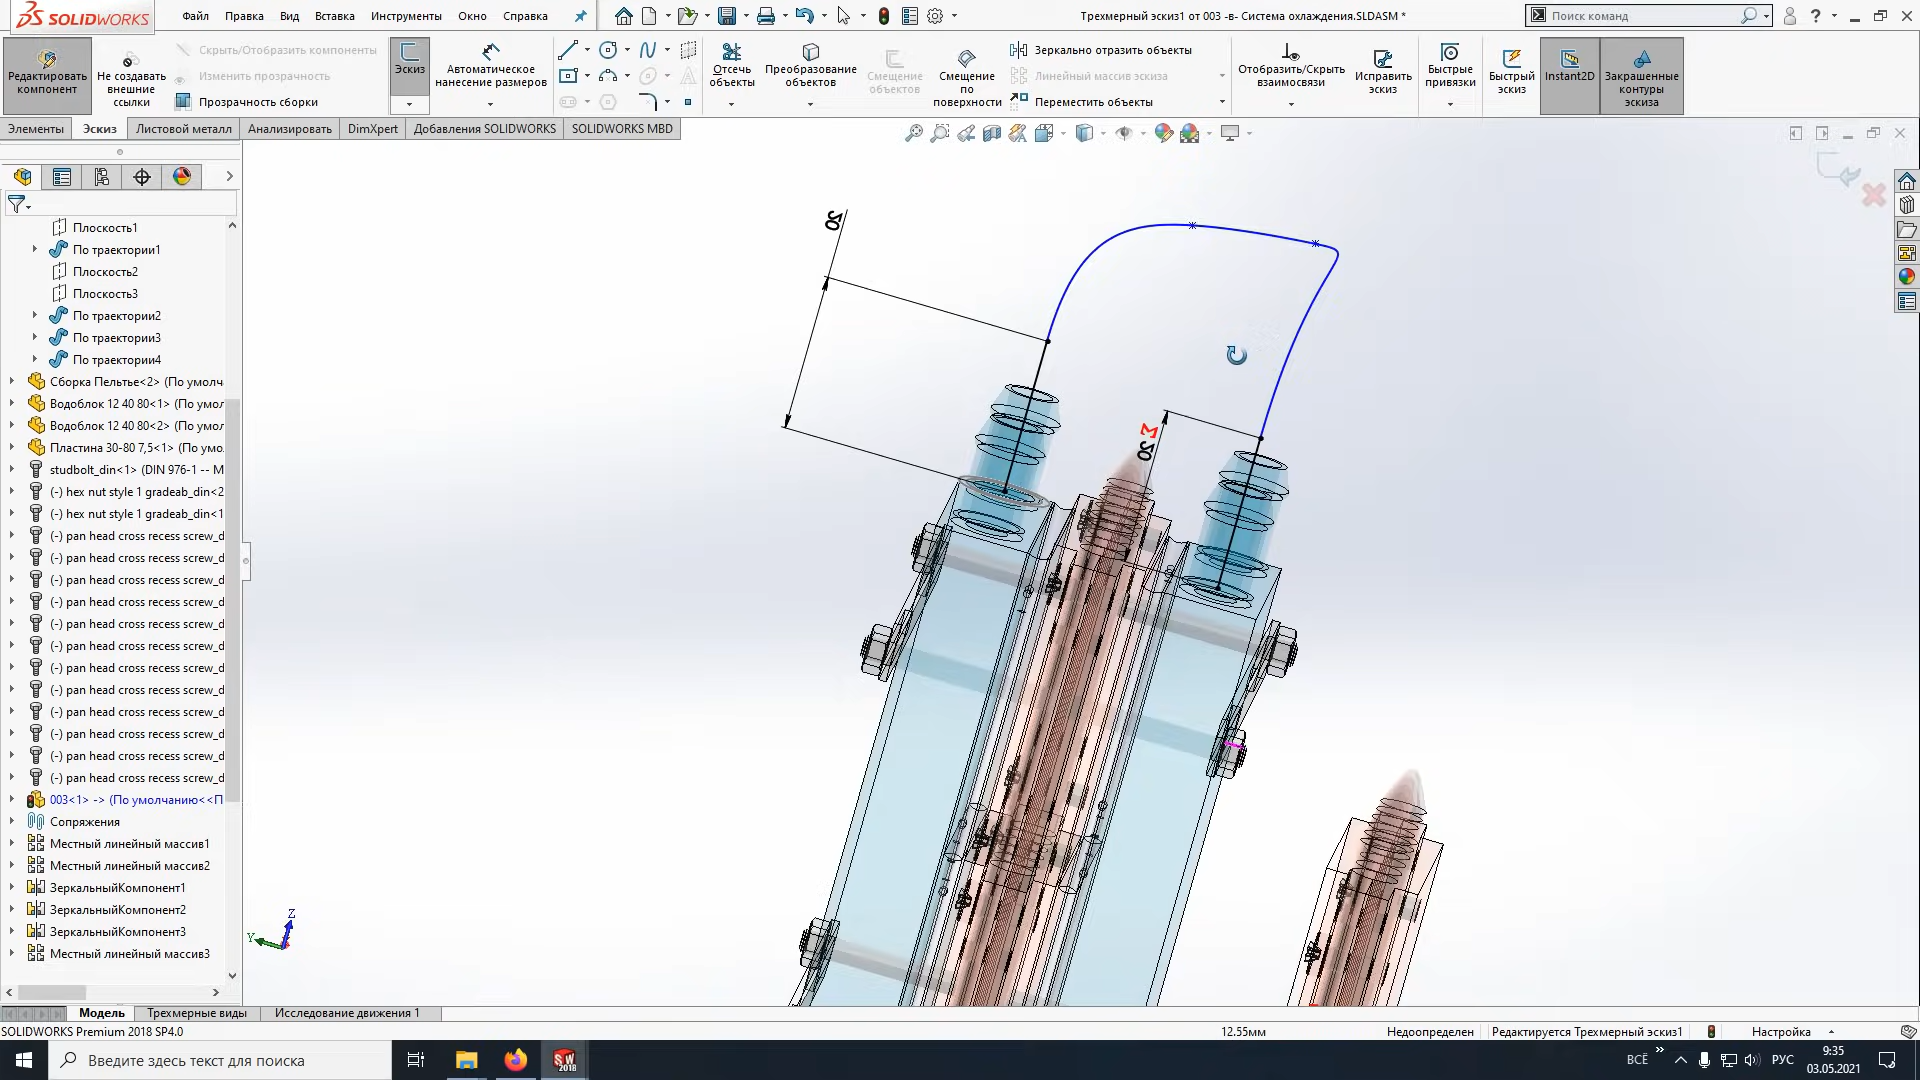 SOLIDWORKS
Файл Правка Вид Вставка Инструменты Окно Справка
Трехмерный эскиз1 от 003 -в- Система охлаждения.SLDASM *
Поиск команд
Редактировать компонент
Не создавать внешние ссылки
Скрыть/Отобразить компоненты
Изменить прозрачность
Прозрачность сборки
Эскиз
Автоматическое нанесение размеров
Отсечь объекты
Преобразование объектов
Смещение объектов
Смещение по поверхности
Зеркально отразить объекты
Линейный массив эскиза
Переместить объекты
Отобразить/Скрыть взаимосвязи
Исправить эскиз
Быстрые привязки
Быстрый эскиз
Instant2D
Закрашенные контуры эскиза
Элементы Эскиз Листовой металл Анализировать DimXpert Добавления SOLIDWORKS SOLIDWORKS MBD
Плоскость1
По траектории1
Плоскость2
Плоскость3
По траектории2
По траектории3
По траектории4
Сборка Пельтье<2> (По умолч
Водоблок 12 40 80<1> (По умол
Водоблок 12 40 80<2> (По умол
Пластина 30-80 7,5<1> (По умо
studbolt_din<1> (DIN 976-1 -- M
(-) hex nut style 1 gradeab_din<2
(-) hex nut style 1 gradeab_din<1
(-) pan head cross recess screw_d
(-) pan head cross recess screw_d
(-) pan head cross recess screw_d
(-) pan head cross recess screw_d
(-) pan head cross recess screw_d
(-) pan head cross recess screw_d
(-) pan head cross recess screw_d
(-) pan head cross recess screw_d
(-) pan head cross recess screw_d
(-) pan head cross recess screw_d
(-) pan head cross recess screw_d
(-) pan head cross recess screw_d
003<1> -> (По умолчанию<<П
Сопряжения
Местный линейный массив1
Местный линейный массив2
ЗеркальныйКомпонент1
ЗеркальныйКомпонент2
ЗеркальныйКомпонент3
Местный линейный массив3
20
Σ 20
Z
Y
Модель Трехмерные виды Исследование движения 1
SOLIDWORKS Premium 2018 SP4.0
12.55мм Недоопределен Редактируется Трехмерный эскиз1 Настройка
Введите здесь текст для поиска
SW 2018
ВСЁ
РУС
9:35
03.05.2021